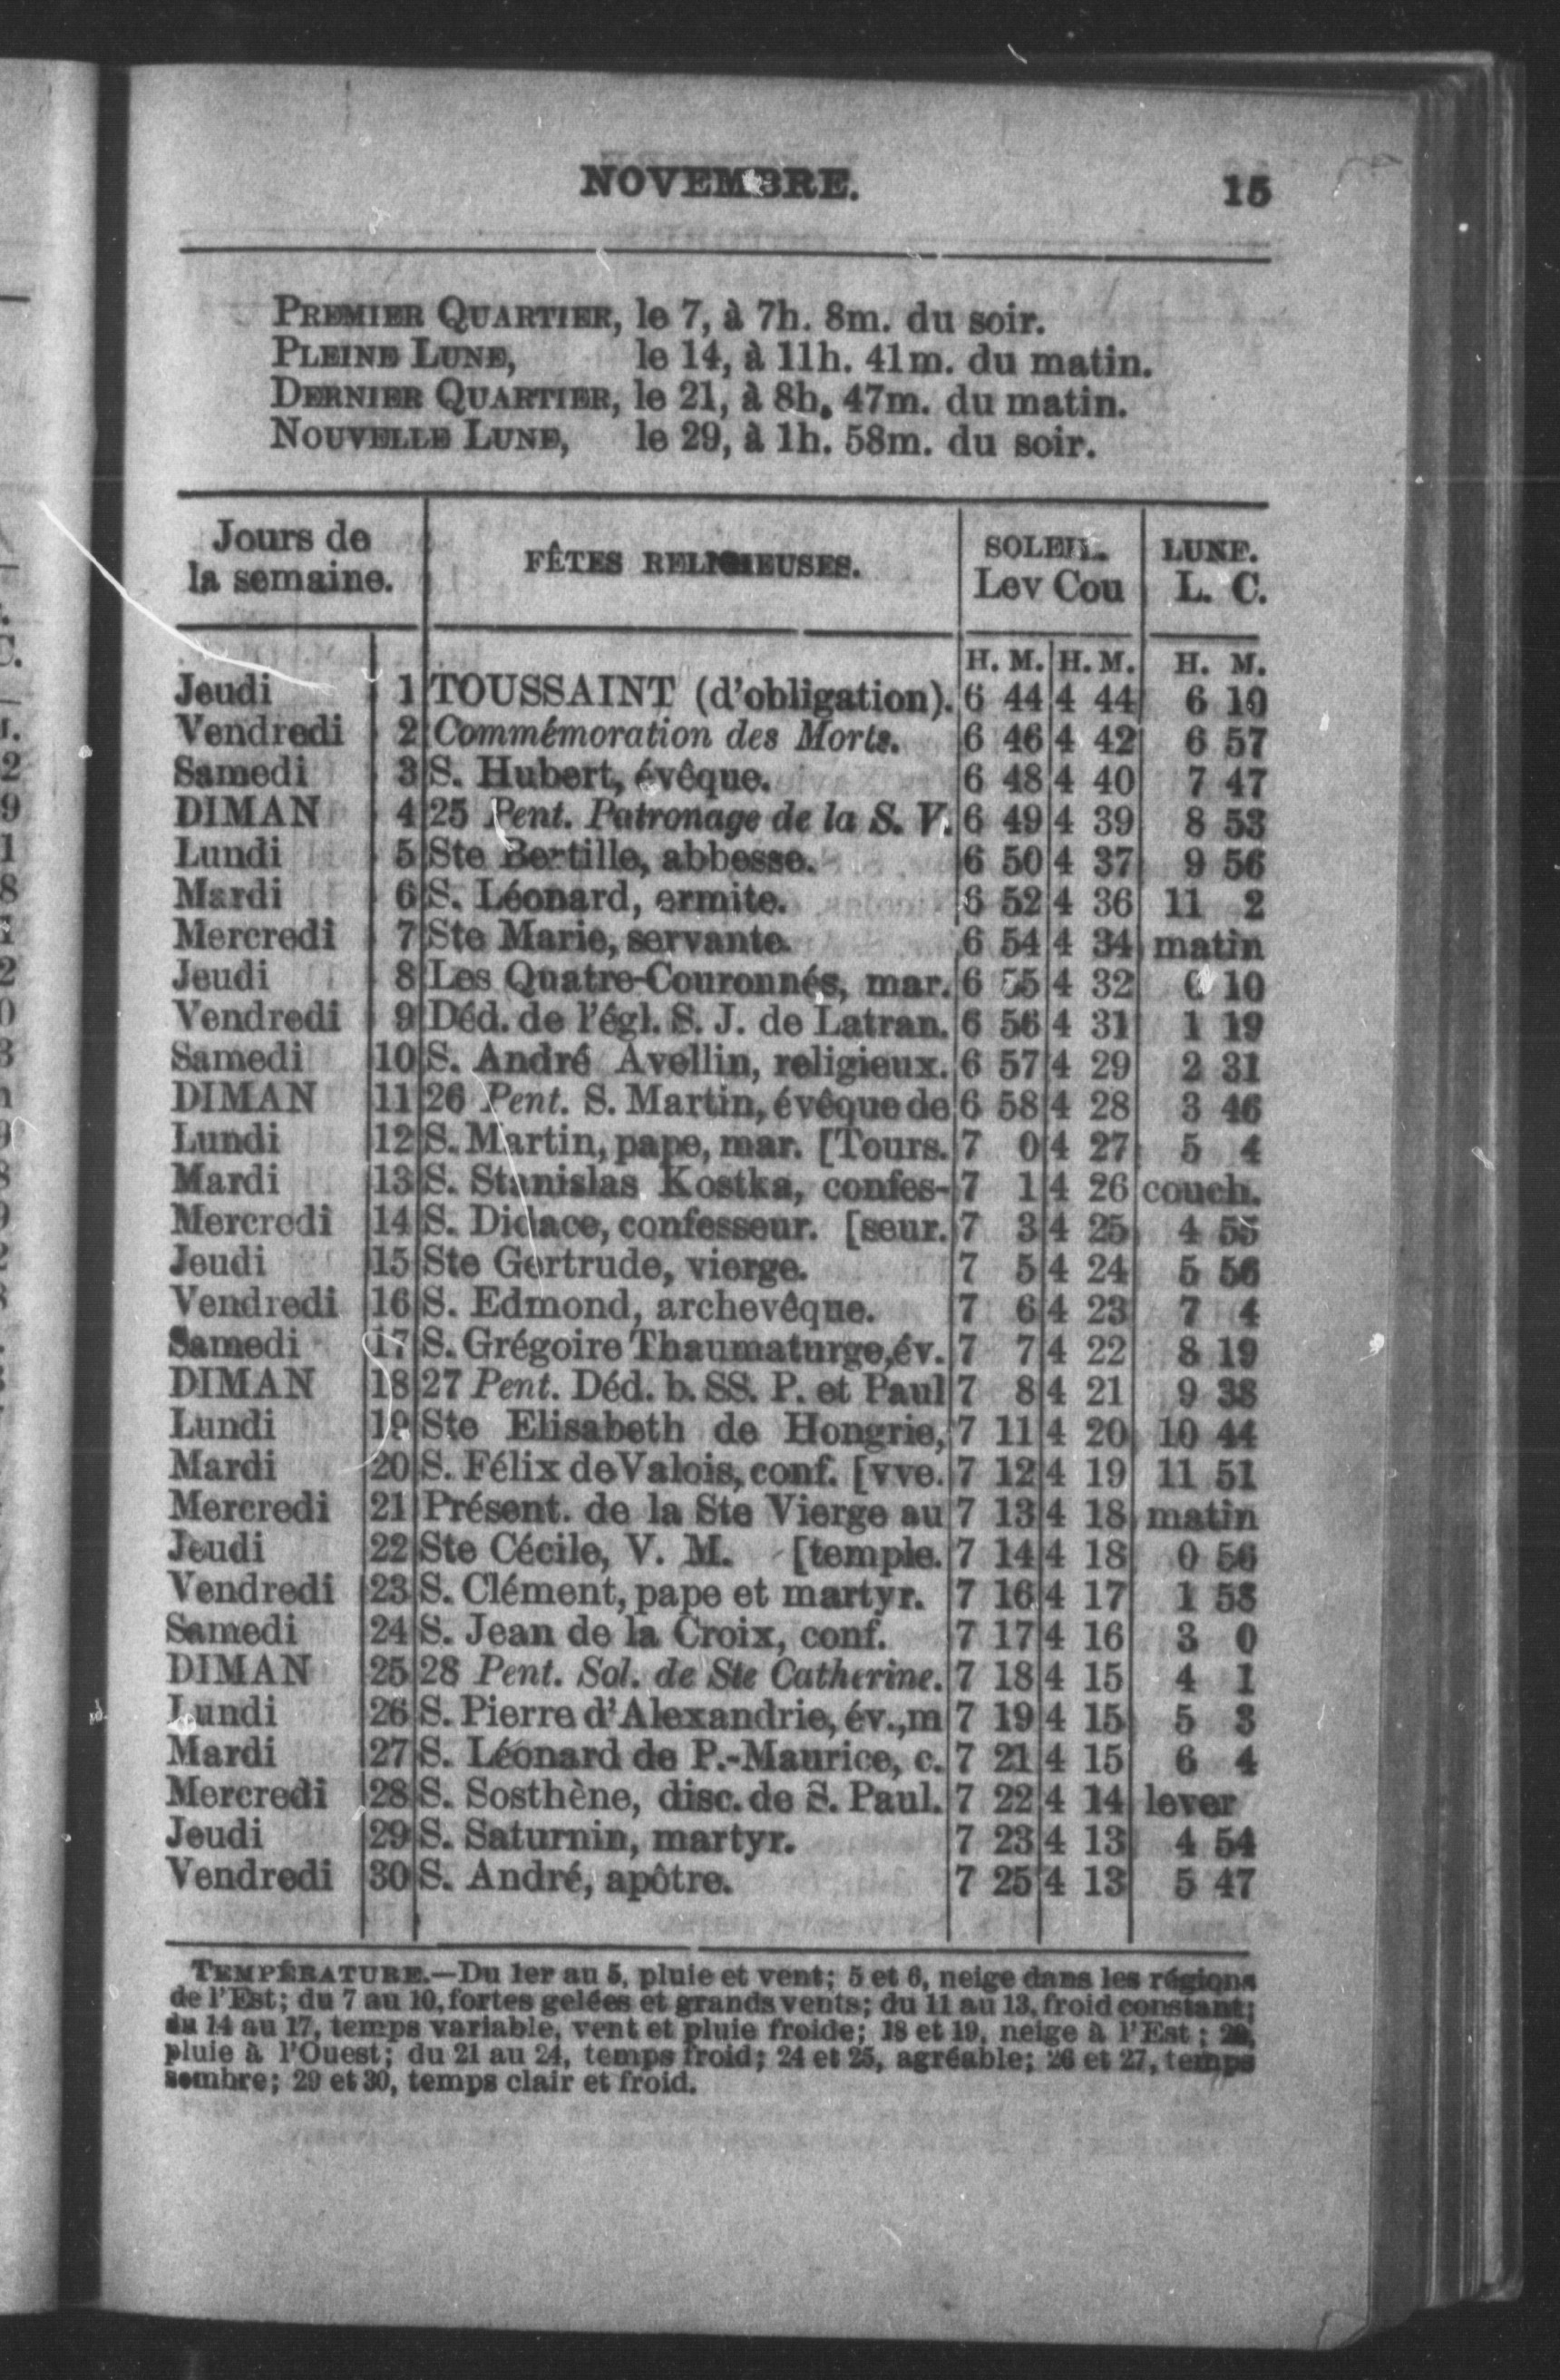 NOVEMBRE. 15
PREMIER QUARTIER, le 7, à 7h. 8m. du soir.
PLEINE LUNE, le 14, à 11h. 41m. du matin.
DERNIER QUARTIER, le 21, à 8h. 47m. du matin.
NOUVELLE LUNE, le 29, à 1h. 58m. du soir.
Jours de la semaine. FÊTES RELIGIEUSES. SOLEIL. Lev Cou LUNE. L. C.
H. M. H. M. H. M.
Jeudi 1 TOUSSAINT (d'obligation). 6 44 4 44 6 10
Vendredi 2 Commémoration des Morts. 6 46 4 42 6 57
Samedi 3 S. Hubert, évêque. 6 48 4 40 7 47
DIMAN 4 25 Pent. Patronage de la S. V. 6 49 4 39 8 53
Lundi 5 Ste Bertille, abbesse. 6 50 4 37 9 56
Mardi 6 S. Léonard, ermite. 6 52 4 36 11 2
Mercredi 7 Ste Marie, servante. 6 54 4 34 matin
Jeudi 8 Les Quatre-Couronnés, mar. 6 55 4 32 0 10
Vendredi 9 Déd. de l'égl. S. J. de Latran. 6 56 4 31 1 19
Samedi 10 S. André Avellin, religieux. 6 57 4 29 2 31
DIMAN 11 26 Pent. S. Martin, évêque de 6 58 4 28 3 46
Lundi 12 S. Martin, pape, mar. [Tours. 7 0 4 27 5 4
Mardi 13 S. Stanislas Kostka, confes- 7 1 4 26 couch.
Mercredi 14 S. Didace, confesseur. [seur. 7 3 4 25 4 55
Jeudi 15 Ste Gertrude, vierge. 7 5 4 24 5 56
Vendredi 16 S. Edmond, archevêque. 7 6 4 23 7 4
Samedi 17 S. Grégoire Thaumaturge, év. 7 7 4 22 8 19
DIMAN 18 27 Pent. Déd. b. SS. P. et Paul 7 8 4 21 9 38
Lundi 19 Ste Elisabeth de Hongrie, 7 11 4 20 10 44
Mardi 20 S. Félix de Valois, conf. [vve. 7 12 4 19 11 51
Mercredi 21 Présent. de la Ste Vierge au 7 13 4 18 matin
Jeudi 22 Ste Cécile, V. M. [temple. 7 14 4 18 0 56
Vendredi 23 S. Clément, pape et martyr. 7 16 4 17 1 58
Samedi 24 S. Jean de la Croix, conf. 7 17 4 16 3 0
DIMAN 25 28 Pent. Sol. de Ste Catherine. 7 18 4 15 4 1
Lundi 26 S. Pierre d'Alexandrie, év., m 7 19 4 15 5 3
Mardi 27 S. Léonard de P.-Maurice, c. 7 21 4 15 6 4
Mercredi 28 S. Sosthène, disc. de S. Paul. 7 22 4 14 lever
Jeudi 29 S. Saturnin, martyr. 7 23 4 13 4 54
Vendredi 30 S. André, apôtre. 7 25 4 13 5 47
TEMPÉRATURE.—Du 1er au 5, pluie et vent; 5 et 6, neige dans les régions
de l'Est; du 7 au 10, fortes gelées et grands vents; du 11 au 13, froid constant;
du 14 au 17, temps variable, vent et pluie froide; 18 et 19, neige à l'Est; 20,
pluie à l'Ouest; du 21 au 24, temps froid; 24 et 25, agréable; 26 et 27, temps
sombre; 29 et 30, temps clair et froid.